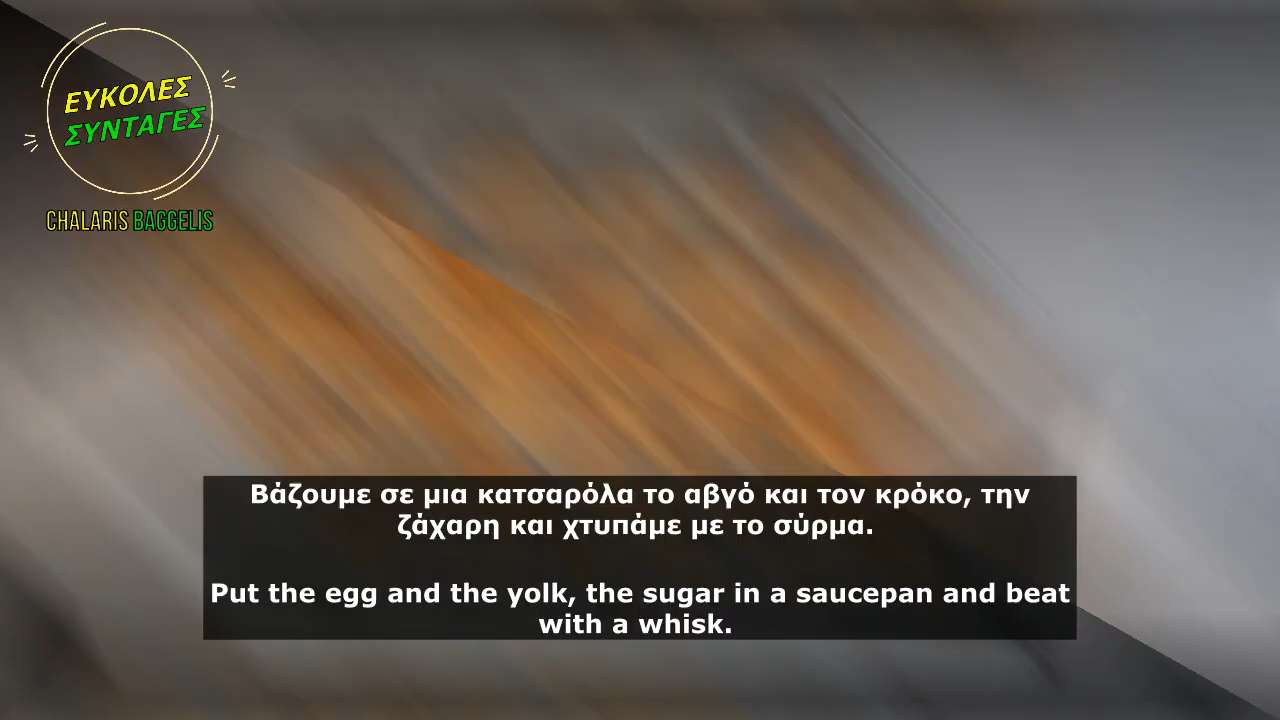 ΕΥΚΟΛΕΣ
ΣΥΝΤΑΓΕΣ
CHALARIS BAGGELIS
Βάζουμε σε μια κατσαρόλα το αβγό και τον κρόκο, την
ζάχαρη και χτυπάμε με το σύρμα.
Put the egg and the yolk, the sugar in a saucepan and beat
with a whisk.